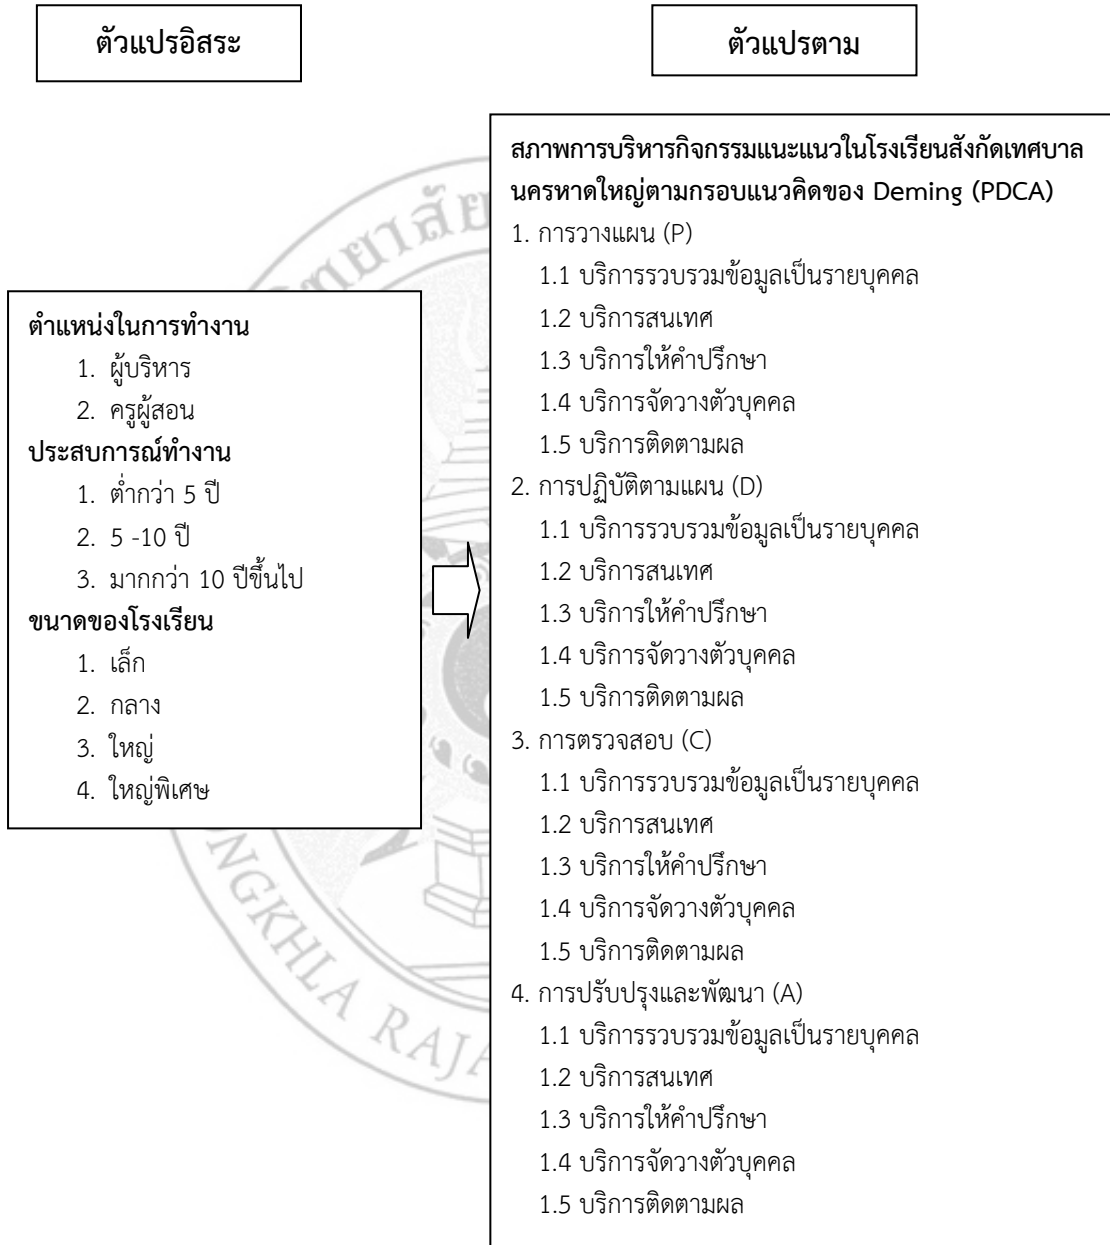 ตัวแปรอิสระ
ตัวแปรตาม
ตำแหน่งในการทำงาน
1. ผู้บริหาร
2. ครูผู้สอน
ประสบการณ์ทำงาน
1. ต่ำกว่า 5 ปี
2. 5 -10 ปี
3. มากกว่า 10 ปีขึ้นไป
ขนาดของโรงเรียน
1. เล็ก
2. กลาง
3. ใหญ่
4. ใหญ่พิเศษ
สภาพการบริหารกิจกรรมแนะแนวในโรงเรียนสังกัดเทศบาล
นครหาดใหญ่ตามกรอบแนวคิดของ Deming (PDCA)
1. การวางแผน (P)
1.1 บริการรวบรวมข้อมูลเป็นรายบุคคล
1.2 บริการสนเทศ
1.3 บริการให้คำปรึกษา
1.4 บริการจัดวางตัวบุคคล
1.5 บริการติดตามผล
2. การปฏิบัติตามแผน (D)
1.1 บริการรวบรวมข้อมูลเป็นรายบุคคล
1.2 บริการสนเทศ
1.3 บริการให้คำปรึกษา
1.4 บริการจัดวางตัวบุคคล
1.5 บริการติดตามผล
3. การตรวจสอบ (C)
1.1 บริการรวบรวมข้อมูลเป็นรายบุคคล
1.2 บริการสนเทศ
1.3 บริการให้คำปรึกษา
1.4 บริการจัดวางตัวบุคคล
1.5 บริการติดตามผล
4. การปรับปรุงและพัฒนา (A)
1.1 บริการรวบรวมข้อมูลเป็นรายบุคคล
1.2 บริการสนเทศ
1.3 บริการให้คำปรึกษา
1.4 บริการจัดวางตัวบุคคล
1.5 บริการติดตามผล